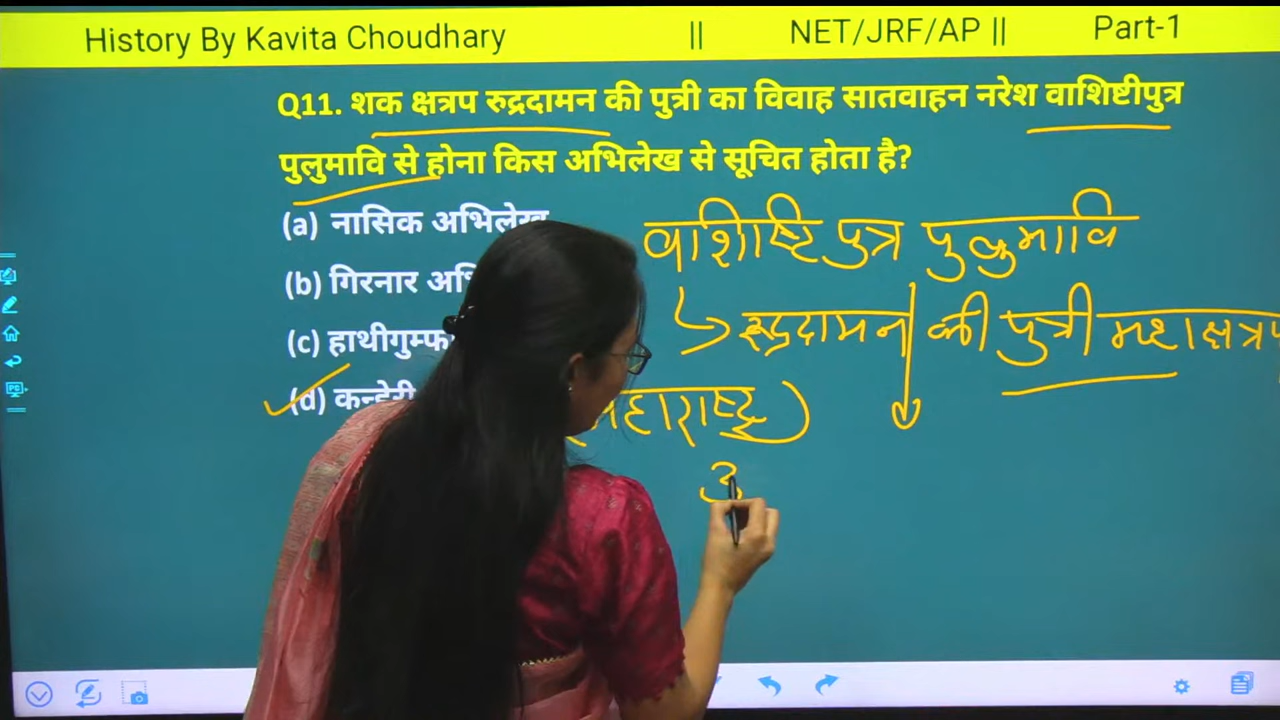 History By Kavita Choudhary || NET/JRF/AP || Part-1
Q11. शक क्षत्रप रुद्रदामन की पुत्री का विवाह सातवाहन नरेश वाशिष्टीपुत्र
पुलुमावि से होना किस अभिलेख से सूचित होता है?
(a) नासिक अभिलेख
(b) गिरनार
(c)
(d) कन्हेरी
वाशिष्टि पुत्र पुलुमावि
रुद्रदामन की पुत्री महाक्षत्रप
महाराष्ट्र)